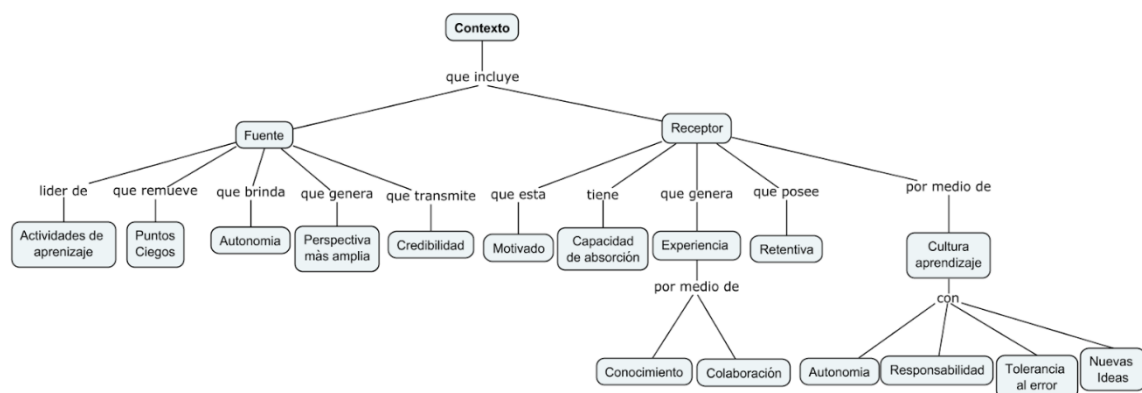 Contexto
que incluye
Fuente
Receptor
lider de
que remueve
que brinda
que genera
que transmite
que esta
tiene
que genera
que posee
por medio de
Actividades de
aprenizaje
Puntos
Ciegos
Autonomia
Perspectiva
màs amplia
Credibilidad
Motivado
Capacidad
de absorción
Experiencia
Retentiva
Cultura
aprendizaje
por medio de
con
Conocimiento
Colaboración
Autonomia
Responsabilidad
Tolerancia
al error
Nuevas
Ideas